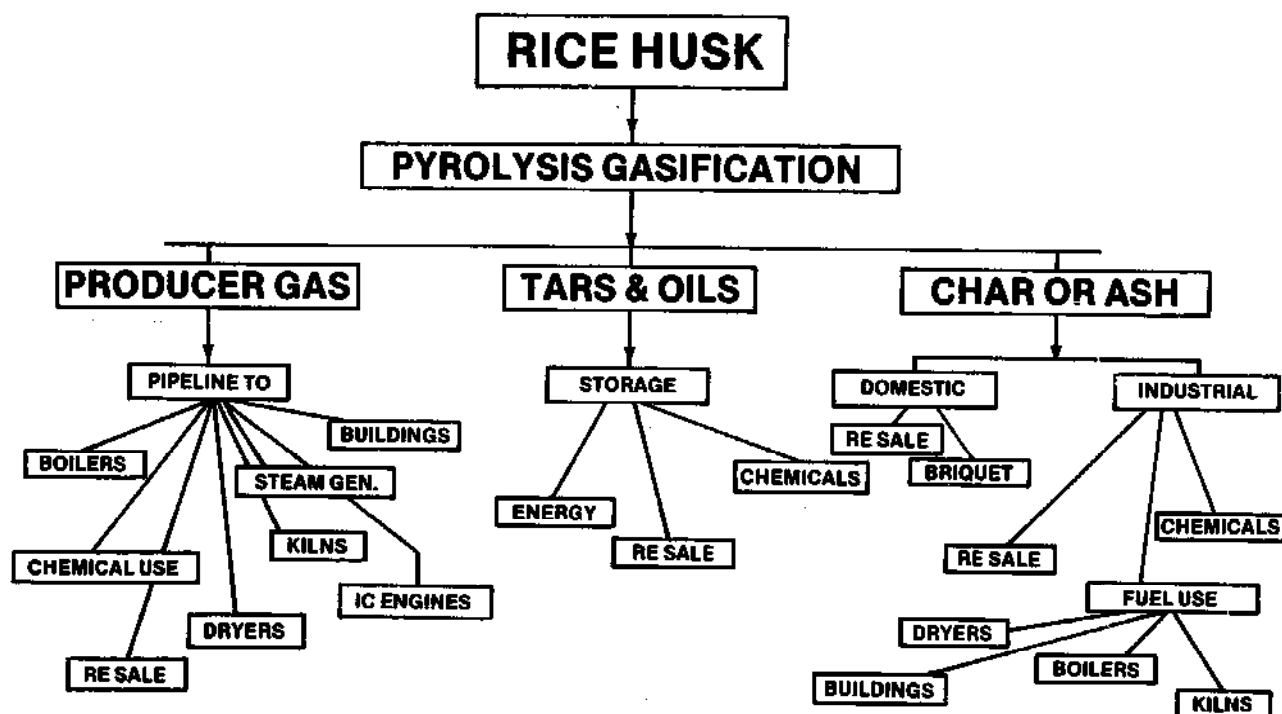 RICE HUSK
PYROLYSIS GASIFICATION
PRODUCER GAS
TARS & OILS
CHAR OR ASH
PIPELINE TO
STORAGE
DOMESTIC
INDUSTRIAL
BUILDINGS
BOILERS
STEAM GEN.
KILNS
CHEMICAL USE
IC ENGINES
DRYERS
RE SALE
CHEMICALS
ENERGY
RE SALE
RE SALE
BRIQUET
CHEMICALS
RE SALE
FUEL USE
DRYERS
BOILERS
BUILDINGS
KILNS